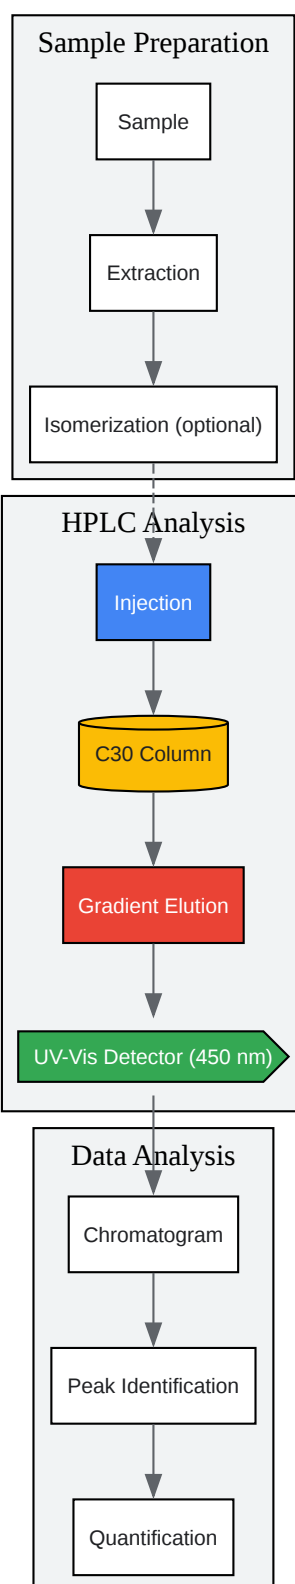 Sample Preparation
Sample
Extraction
Isomerization (optional)
HPLC Analysis
Injection
C30 Column
Gradient Elution
UV-Vis Detector (450 nm)
Data Analysis
Chromatogram
Peak Identification
Quantification